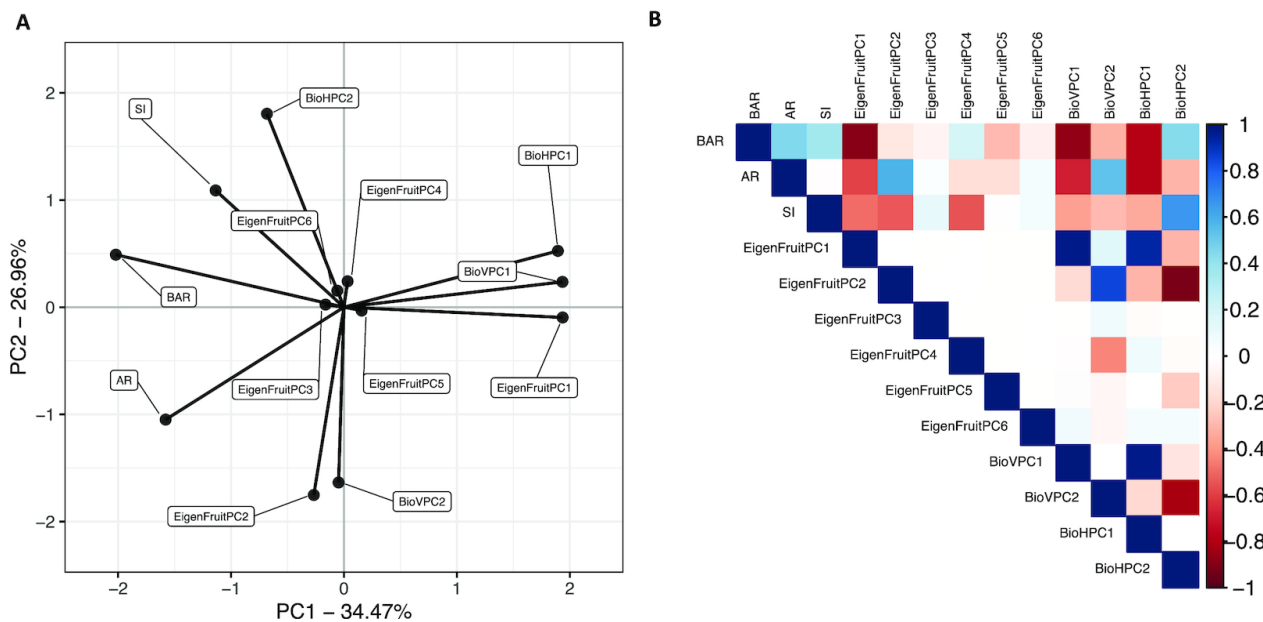 A
BioHPC2
SI
BioHPC1
EigenFruitPC4
EigenFruitPC6
BioVPC1
BAR
AR
EigenFruitPC3
EigenFruitPC5
EigenFruitPC1
EigenFruitPC2
BioVPC2
2
1
0
−1
−2
−2
−1
0
1
2
PC2 − 26.96%
PC1 − 34.47%
B
BAR
AR
SI
EigenFruitPC1
EigenFruitPC2
EigenFruitPC3
EigenFruitPC4
EigenFruitPC5
EigenFruitPC6
BioVPC1
BioVPC2
BioHPC1
BioHPC2
BAR
AR
SI
EigenFruitPC1
EigenFruitPC2
EigenFruitPC3
EigenFruitPC4
EigenFruitPC5
EigenFruitPC6
BioVPC1
BioVPC2
BioHPC1
BioHPC2
1
0.8
0.6
0.4
0.2
0
−0.2
−0.4
−0.6
−0.8
−1